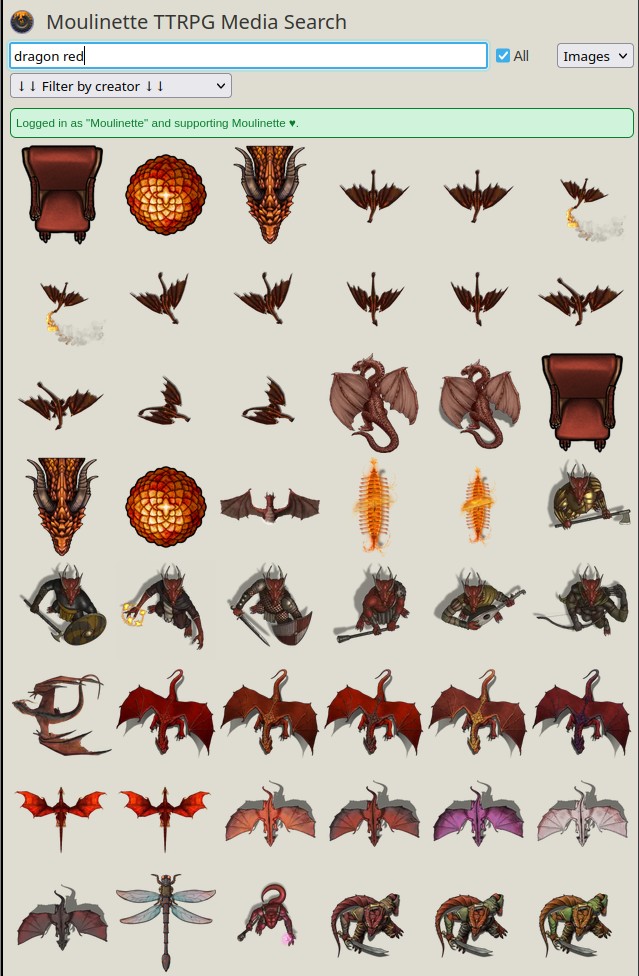 Moulinette TTRPG Media Search
dragon red
All
Images
↓↓ Filter by creator ↓↓
Logged in as "Moulinette" and supporting Moulinette ♥.